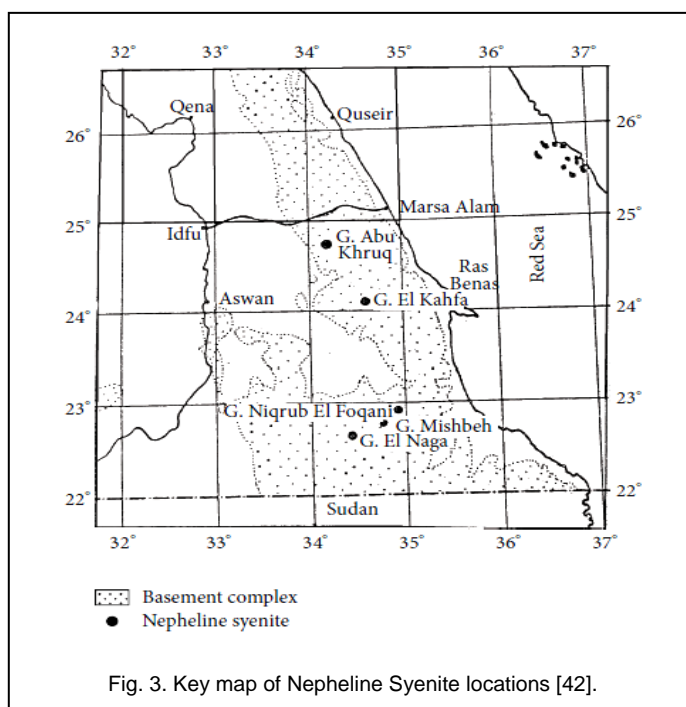 32° 33° 34° 35° 36° 37°
Qena
Quseir
26° 26°
Marsa Alam
25° 25°
Idfu
G. Abu
Khruq
Ras
Benas
Red Sea
G. El Kahfa
Aswan
24° 24°
23° 23°
G. Niqrub El Foqani
G. Mishbeh
G. El Naga
22° 22°
Sudan
32° 33° 34° 35° 36° 37°
Basement complex
Nepheline syenite
Fig. 3. Key map of Nepheline Syenite locations [42].